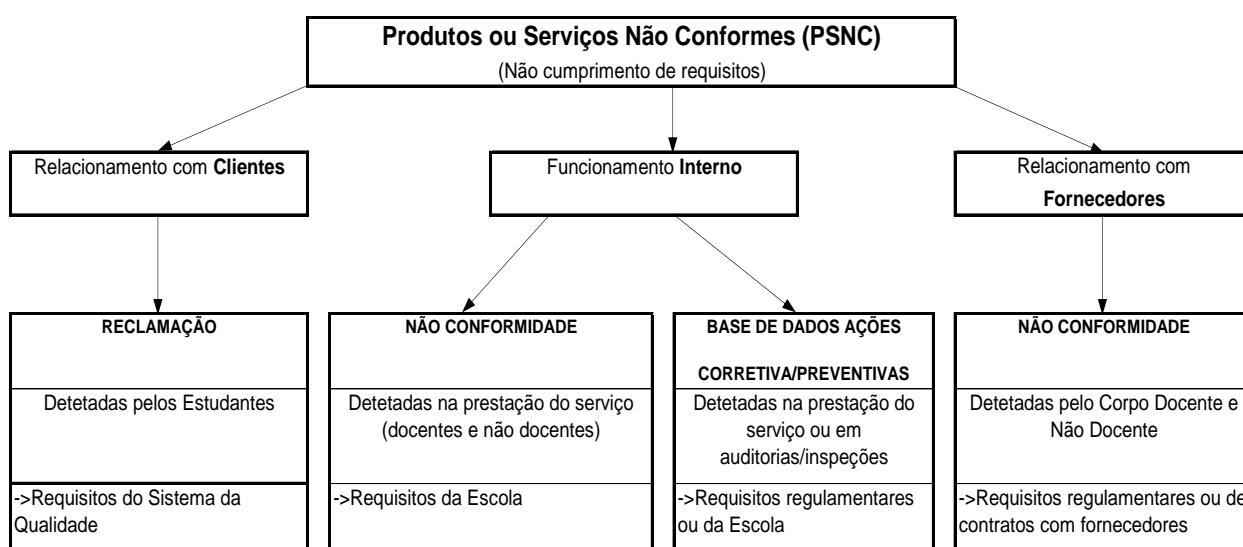 Produtos ou Serviços Não Conformes (PSNC)
(Não cumprimento de requisitos)
Relacionamento com Clientes
Funcionamento Interno
Relacionamento com
Fornecedores
RECLAMAÇÃO
Detetadas pelos Estudantes
->Requisitos do Sistema da
Qualidade
NÃO CONFORMIDADE
Detetadas na prestação do serviço
(docentes e não docentes)
->Requisitos da Escola
BASE DE DADOS AÇÕES
CORRETIVA/PREVENTIVAS
Detetadas na prestação do
serviço ou em
auditorias/inspeções
->Requisitos regulamentares
ou da Escola
NÃO CONFORMIDADE
Detetadas pelo Corpo Docente e
Não Docente
->Requisitos regulamentares ou de
contratos com fornecedores